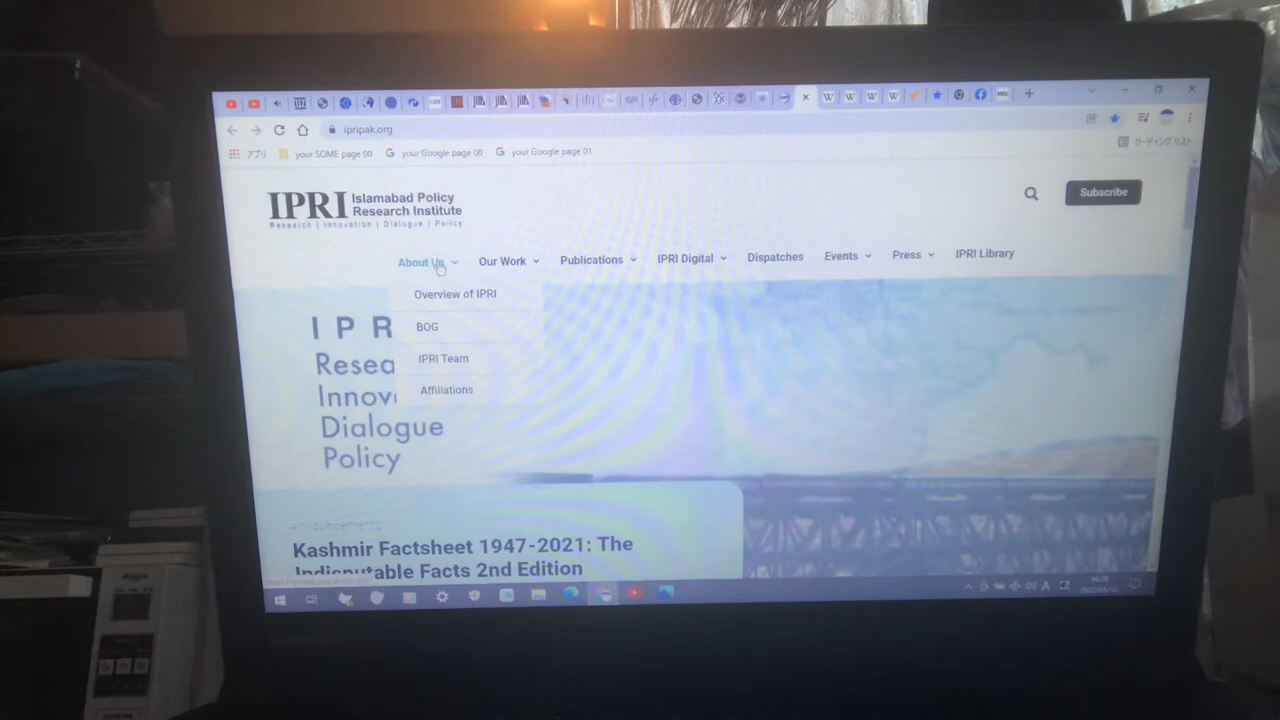 ipripak.org
アプリ your SOME page 00 your Google page 00 your Google page 01 リーディング リスト
IPRI Islamabad Policy Research Institute
Research | Innovation | Dialogue | Policy
Subscribe
About Us Our Work Publications IPRI Digital Dispatches Events Press IPRI Library
Overview of IPRI
BOG
IPRI Team
Affiliations
I P R
Resea
Innov
Dialogue
Policy
Announcements
Kashmir Factsheet 1947-2021: The
Indisputable Facts 2nd Edition
A